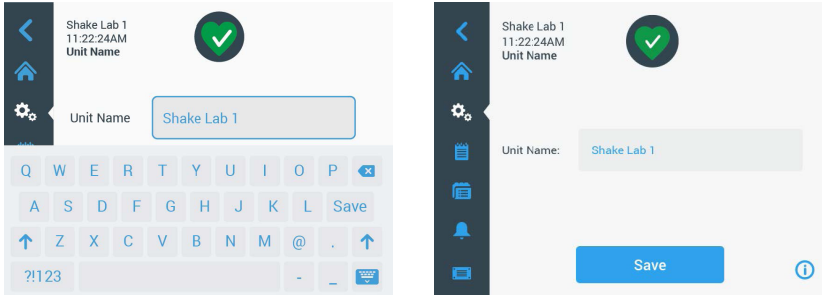 Shake Lab 1
11:22:24AM
Unit Name
Unit Name Shake Lab 1
Q W E R T Y U I O P
A S D F G H J K L Save
Z X C V B N M @ .
?!123 - _
Shake Lab 1
11:22:24AM
Unit Name
Unit Name: Shake Lab 1
Save